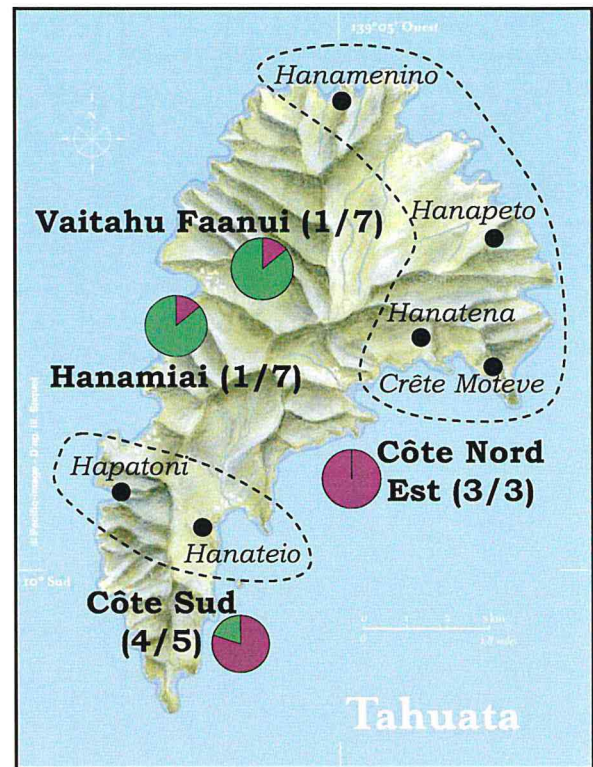 139°05' Ouest
Hanamenino
Vaitahu Faanui (1/7)
Hanapeto
Hanatena
Hanamiai (1/7)
Crête Moteve
Côte Nord
Est (3/3)
Hapatoni
Hanateio
10° Sud
Côte Sud
(4/5)
Tahuata